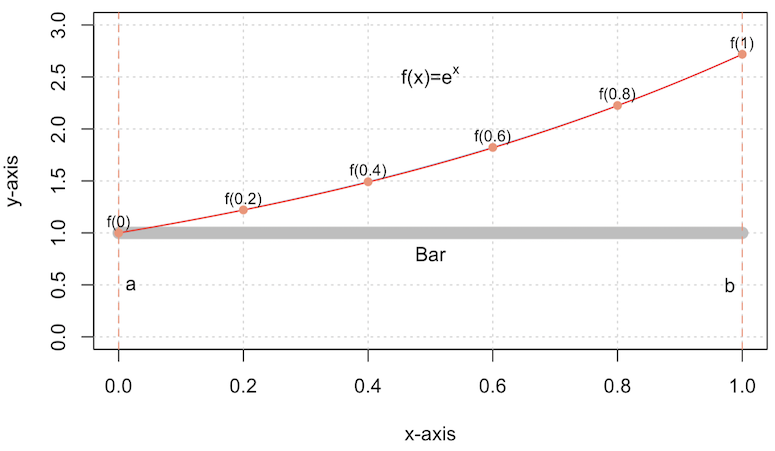 3.0
2.5
2.0
1.5
1.0
0.5
0.0
y-axis
f(x)=eˣ
f(0)
f(0.2)
f(0.4)
f(0.6)
f(0.8)
f(1)
Bar
a
b
0.0 0.2 0.4 0.6 0.8 1.0
x-axis